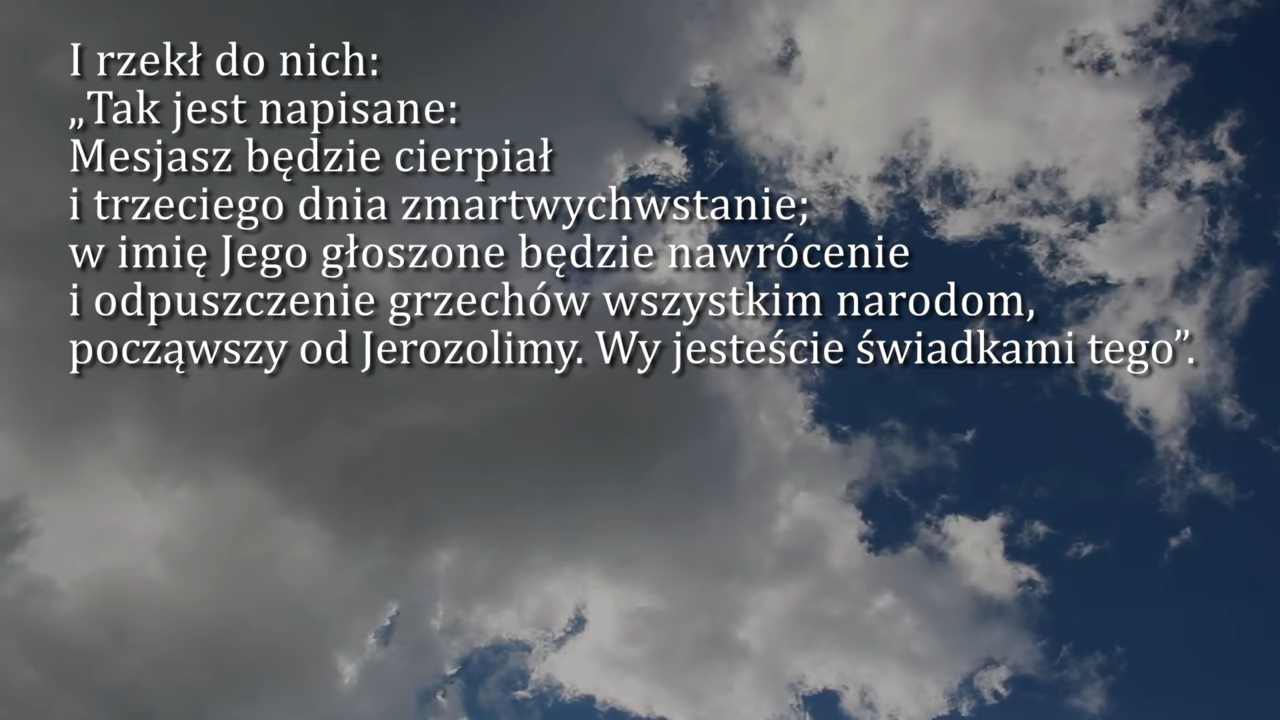 I rzekł do nich:
„Tak jest napisane:
Mesjasz będzie cierpiał
i trzeciego dnia zmartwychwstanie;
w imię Jego głoszone będzie nawrócenie
i odpuszczenie grzechów wszystkim narodom,
począwszy od Jerozolimy. Wy jesteście świadkami tego”.